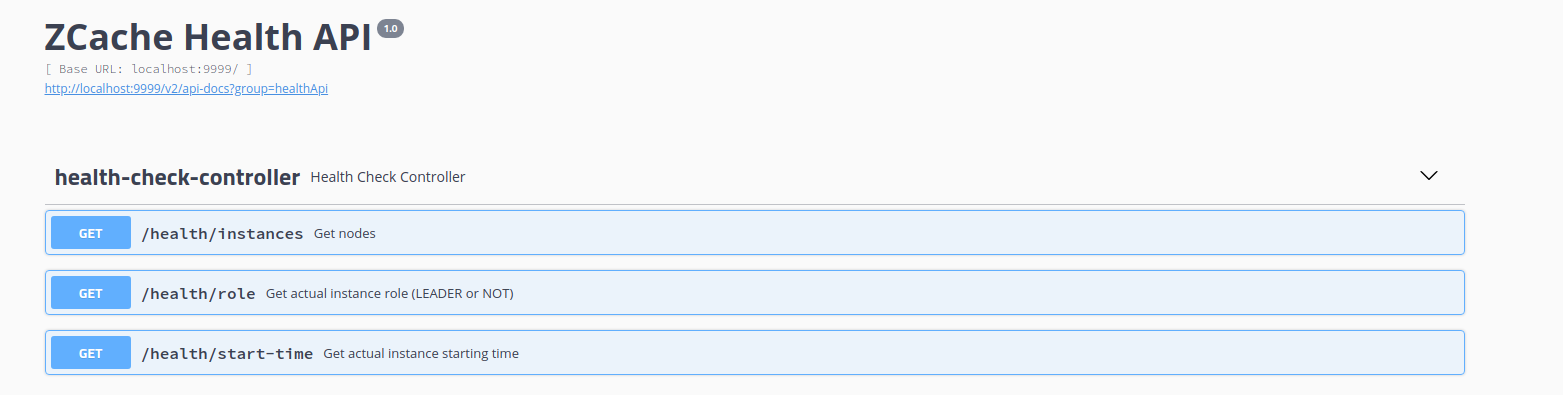 ZCache Health API 1.0
[ Base URL: localhost:9999/ ]
http://localhost:9999/v2/api-docs?group=healthApi
health-check-controller Health Check Controller
GET /health/instances Get nodes
GET /health/role Get actual instance role (LEADER or NOT)
GET /health/start-time Get actual instance starting time